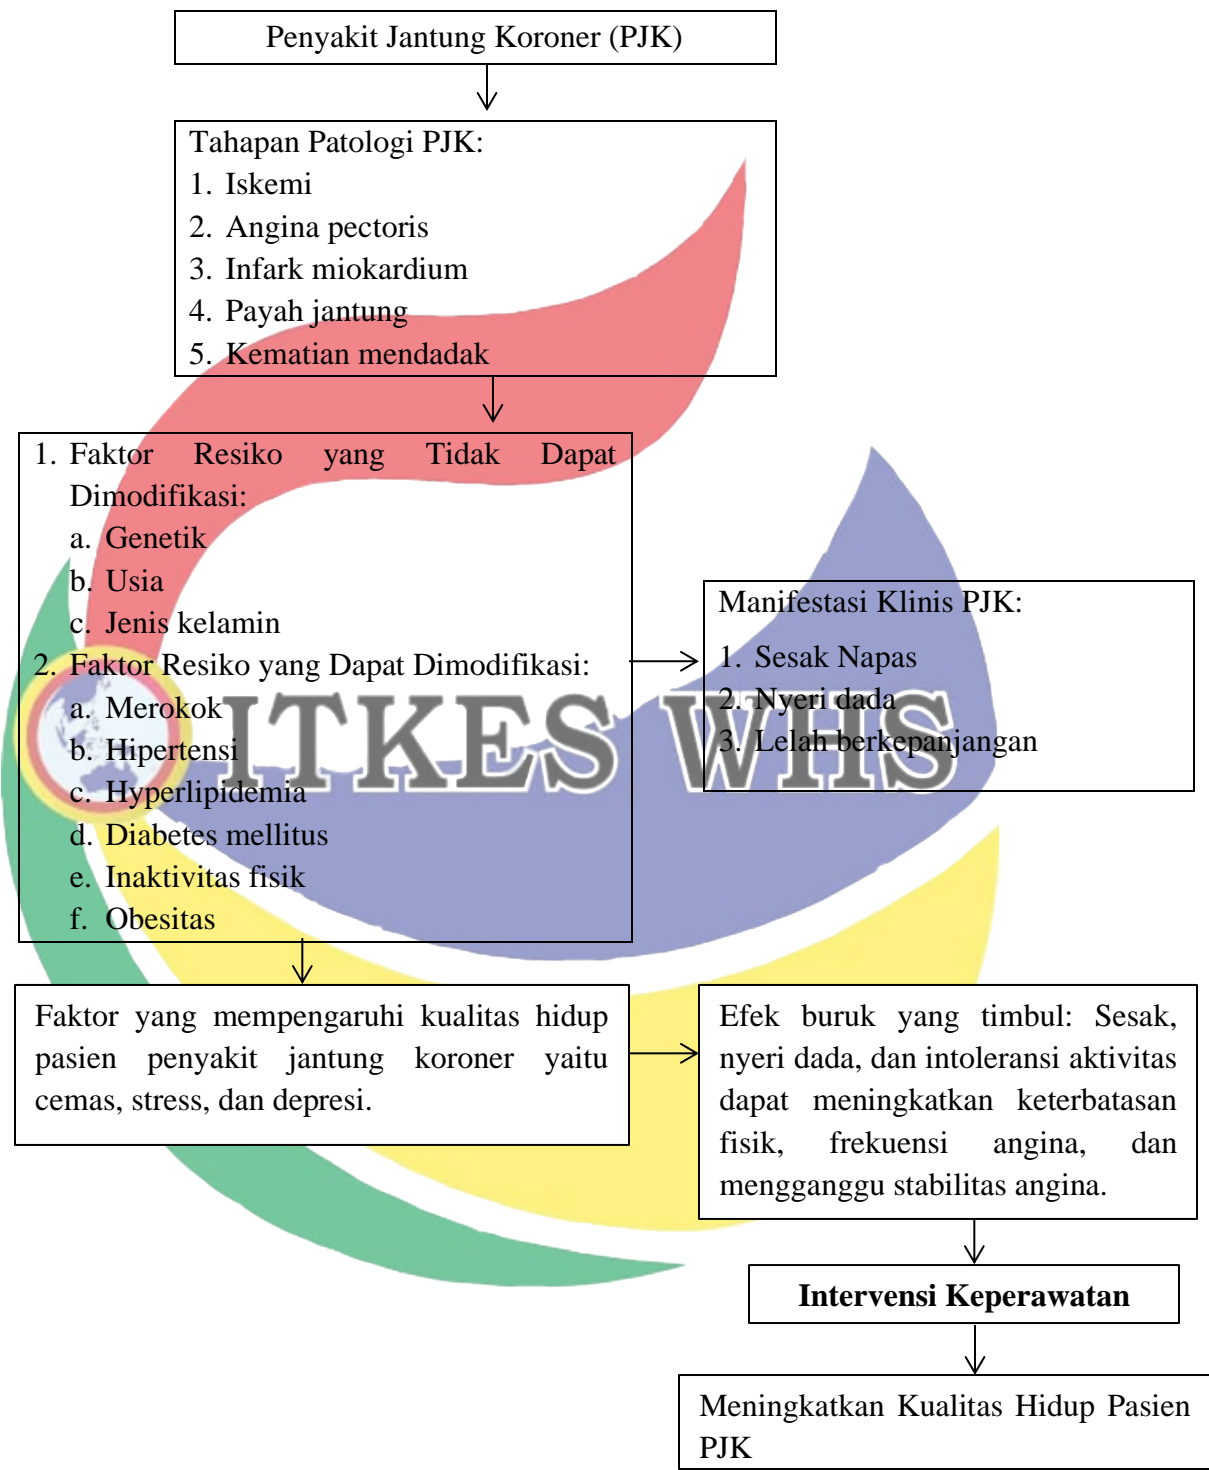 Penyakit Jantung Koroner (PJK)
Tahapan Patologi PJK:
1. Iskemi
2. Angina pectoris
3. Infark miokardium
4. Payah jantung
5. Kematian mendadak
1. Faktor Resiko yang Tidak Dapat
Dimodifikasi:
a. Genetik
b. Usia
c. Jenis kelamin
2. Faktor Resiko yang Dapat Dimodifikasi:
a. Merokok
b. Hipertensi
c. Hyperlipidemia
d. Diabetes mellitus
e. Inaktivitas fisik
f. Obesitas
Manifestasi Klinis PJK:
1. Sesak Napas
2. Nyeri dada
3. Lelah berkepanjangan
ITKES WHS
Faktor yang mempengaruhi kualitas hidup
pasien penyakit jantung koroner yaitu
cemas, stress, dan depresi.
Efek buruk yang timbul: Sesak,
nyeri dada, dan intoleransi aktivitas
dapat meningkatkan keterbatasan
fisik, frekuensi angina, dan
mengganggu stabilitas angina.
Intervensi Keperawatan
Meningkatkan Kualitas Hidup Pasien
PJK